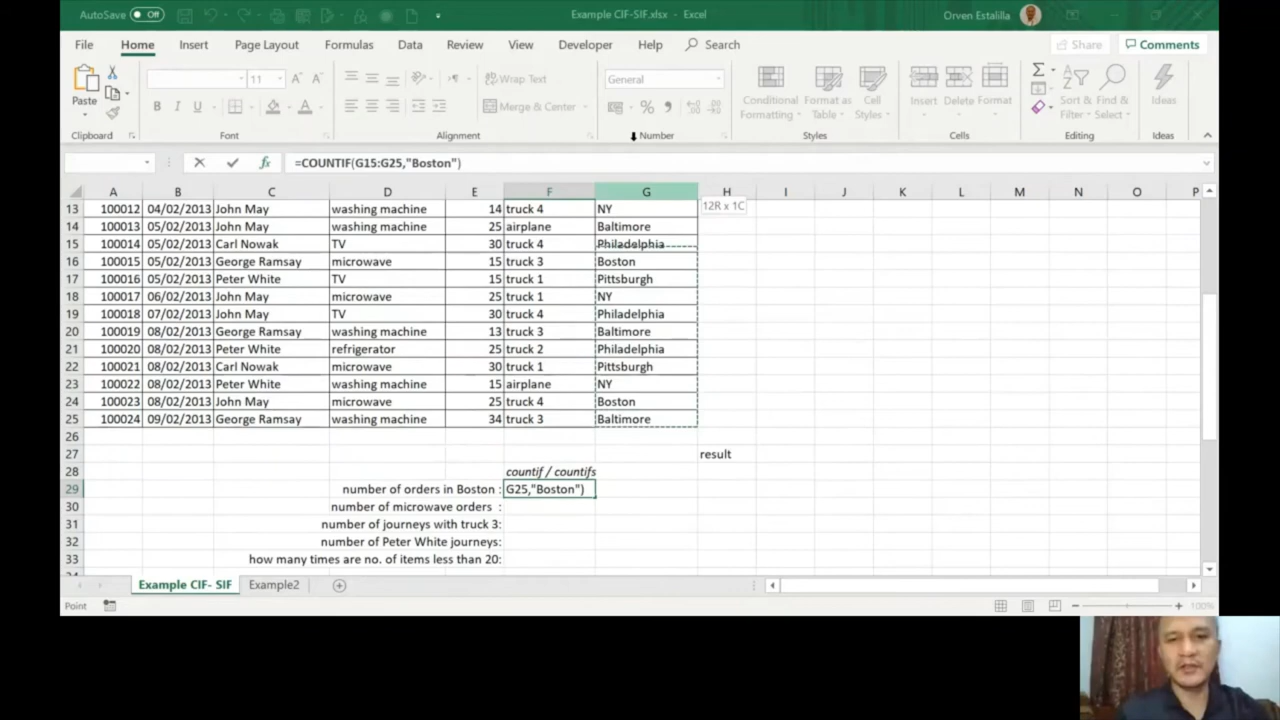 AutoSave Off Example CIF-SIF.xlsx - Excel Orven Estalilla
File Home Insert Page Layout Formulas Data Review View Developer Help Search Share Comments
Paste 11 Wrap Text General Conditional Formatting Format as Table Cell Styles Insert Delete Format Sort & Filter Find & Select Ideas
Merge & Center
Clipboard Font Alignment Number Styles Cells Editing Ideas
=COUNTIF(G15:G25,"Boston")
A B C D E F G H I J K L M N O P
13 100012 04/02/2013 John May washing machine 14 truck 4 NY 12R x 1C
14 100013 05/02/2013 John May washing machine 25 airplane Baltimore
15 100014 05/02/2013 Carl Nowak TV 30 truck 4 Philadelphia
16 100015 05/02/2013 George Ramsay microwave 15 truck 3 Boston
17 100016 05/02/2013 Peter White TV 15 truck 1 Pittsburgh
18 100017 06/02/2013 John May microwave 25 truck 1 NY
19 100018 07/02/2013 John May TV 30 truck 4 Philadelphia
20 100019 08/02/2013 George Ramsay washing machine 13 truck 3 Baltimore
21 100020 08/02/2013 Peter White refrigerator 25 truck 2 Philadelphia
22 100021 08/02/2013 Carl Nowak microwave 30 truck 1 Pittsburgh
23 100022 08/02/2013 Peter White washing machine 15 airplane NY
24 100023 08/02/2013 John May microwave 25 truck 4 Boston
25 100024 09/02/2013 George Ramsay washing machine 34 truck 3 Baltimore
26
27 result
28 countif / countifs
29 number of orders in Boston : G25,"Boston")
30 number of microwave orders :
31 number of journeys with truck 3:
32 number of Peter White journeys:
33 how many times are no. of items less than 20:
Example CIF- SIF Example2
Point 100%